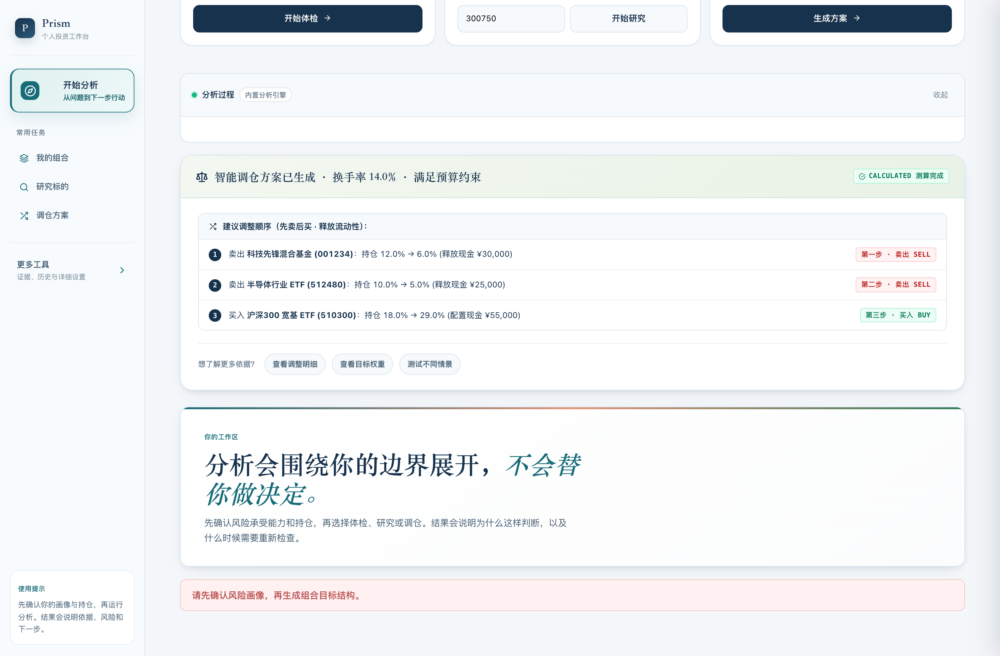 P
Prism
个人投资工作台
开始分析
从问题到下一步行动
常用任务
我的组合
研究标的
调仓方案
更多工具
证据、历史与详细设置
使用提示
先确认你的画像与持仓，再运行
分析。结果会说明依据、风险和
下一步。
开始体检 →
300750
开始研究
生成方案 →
分析过程 内置分析引擎
收起
智能调仓方案已生成 · 换手率 14.0% · 满足预算约束
CALCULATED 测算完成
建议调整顺序（先卖后买 · 释放流动性）：
1 卖出 科技先锋混合基金 (001234)：持仓 12.0% → 6.0% (释放现金 ¥30,000)
第一步 · 卖出 SELL
2 卖出 半导体行业 ETF (512480)：持仓 10.0% → 5.0% (释放现金 ¥25,000)
第二步 · 卖出 SELL
3 买入 沪深300 宽基 ETF (510300)：持仓 18.0% → 29.0% (配置现金 ¥55,000)
第三步 · 买入 BUY
想了解更多依据？ 查看调整明细 查看目标权重 测试不同情景
你的工作区
分析会围绕你的边界展开，不会替
你做决定。
先确认风险承受能力和持仓，再选择体检、研究或调仓。结果会说明为什么这样判断，以及
什么时候需要重新检查。
请先确认风险画像，再生成组合目标结构。